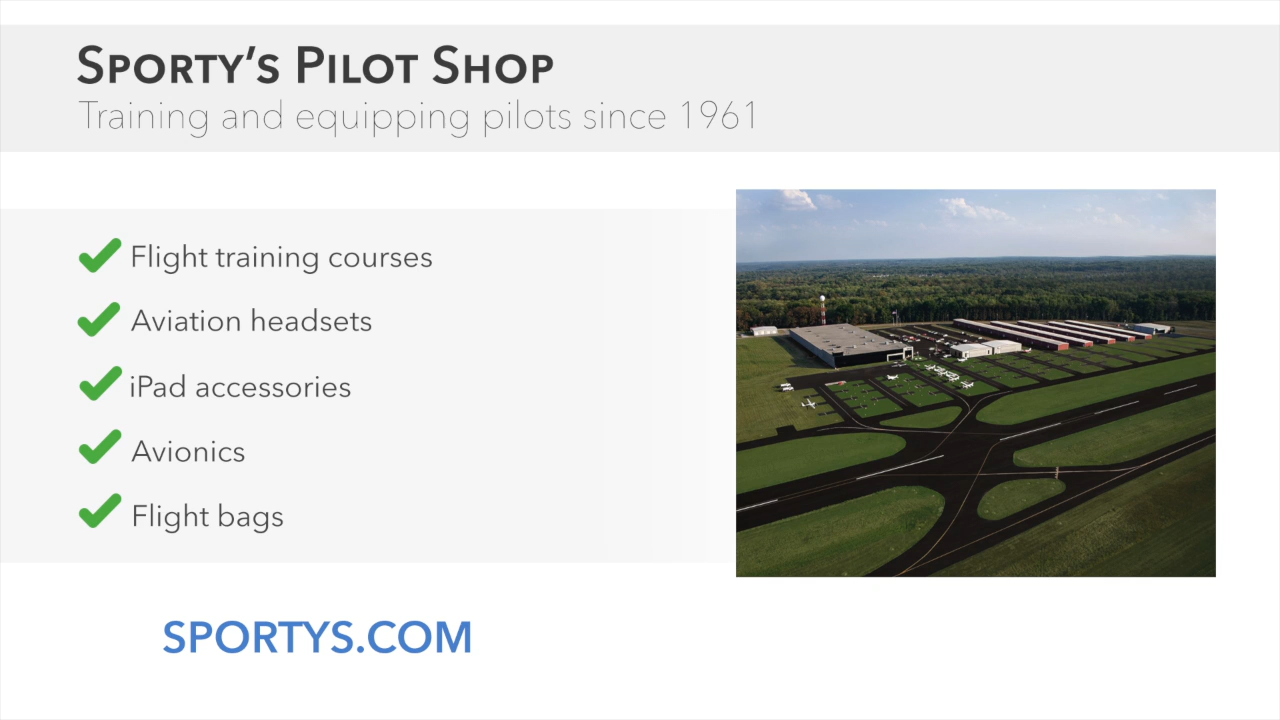 Sporty’s Pilot Shop
Training and equipping pilots since 1961
Flight training courses
Aviation headsets
iPad accessories
Avionics
Flight bags
SPORTYS.COM